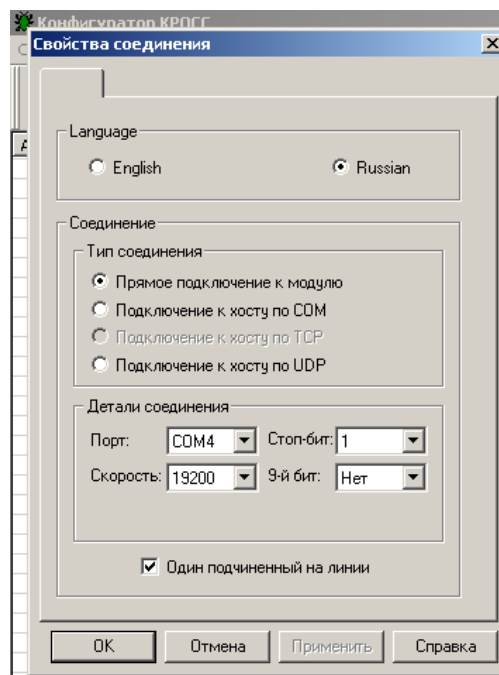 Конфигуратор КРОСС
Свойства соединения
Language
English Russian
Соединение
Тип соединения
Прямое подключение к модулю
Подключение к хосту по COM
Подключение к хосту по TCP
Подключение к хосту по UDP
Детали соединения
Порт: COM4 Стоп-бит: 1
Скорость: 19200 9-й бит: Нет
Один подчиненный на линии
OK Отмена Применить Справка